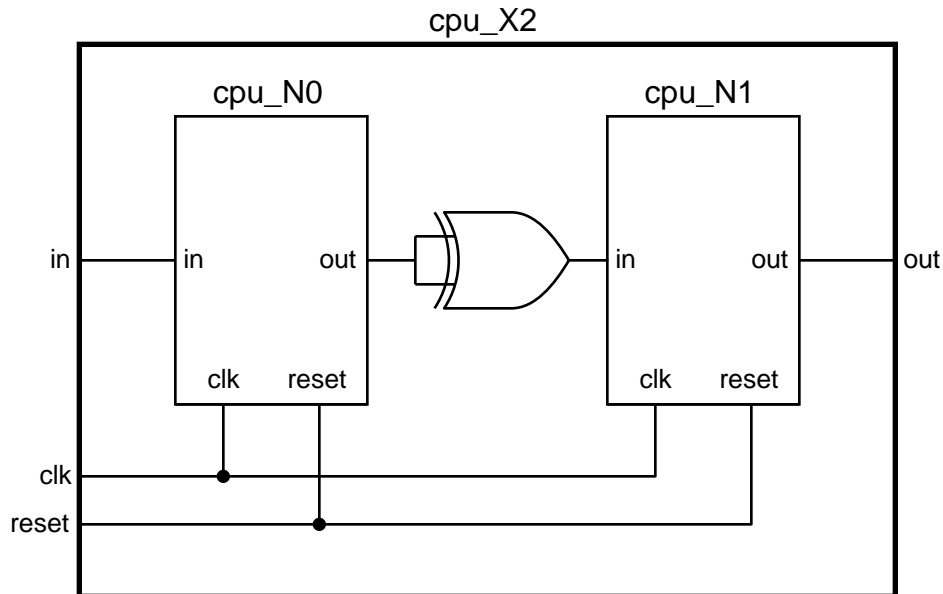 cpu_X2
cpu_N0
cpu_N1
in
in
out
in
out
out
clk
reset
clk
reset
clk
reset